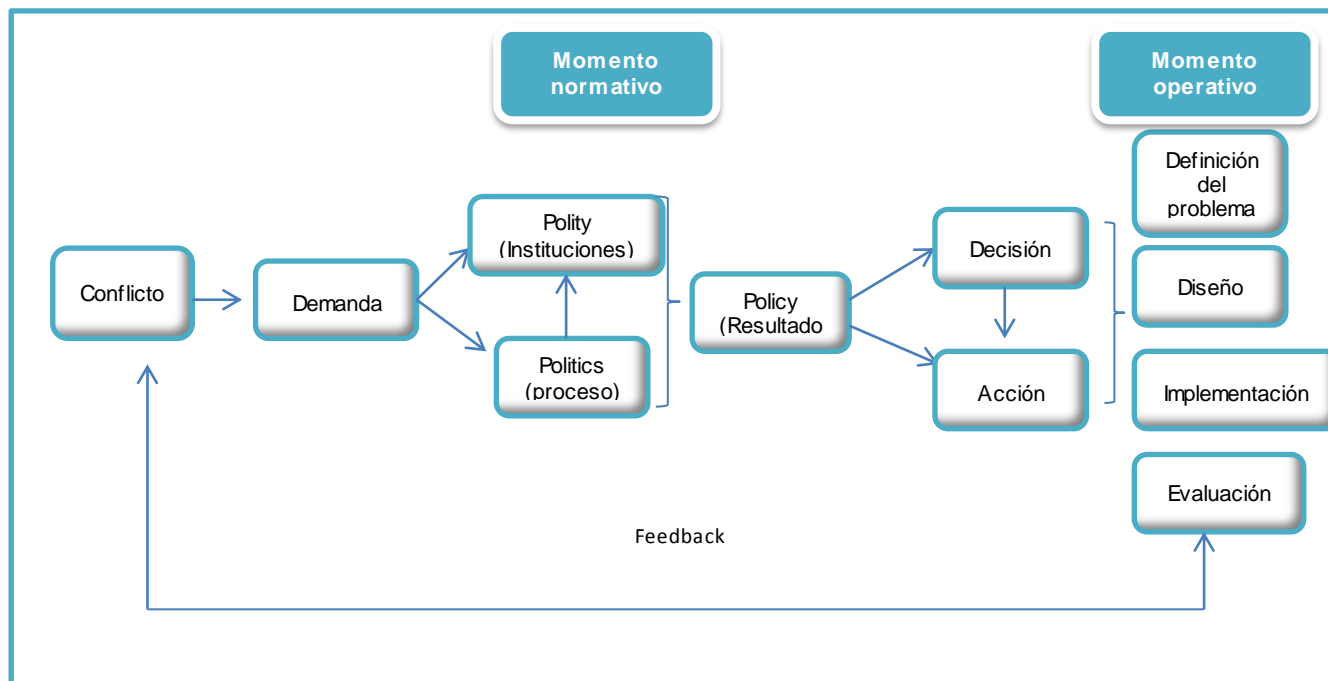 Momento
normativo
Momento
operativo
Definición
del
problema
Polity
(Instituciones)
Decisión
Conflicto
Demanda
Policy
(Resultado
Diseño
Politics
(proceso)
Acción
Implementación
Evaluación
Feedback